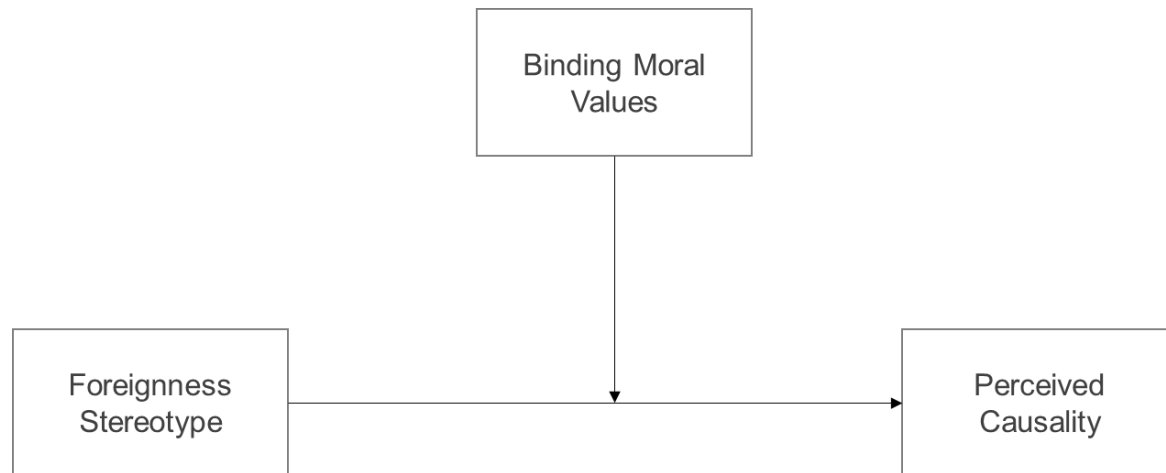 Binding Moral
Values
Foreignness
Stereotype
Perceived
Causality